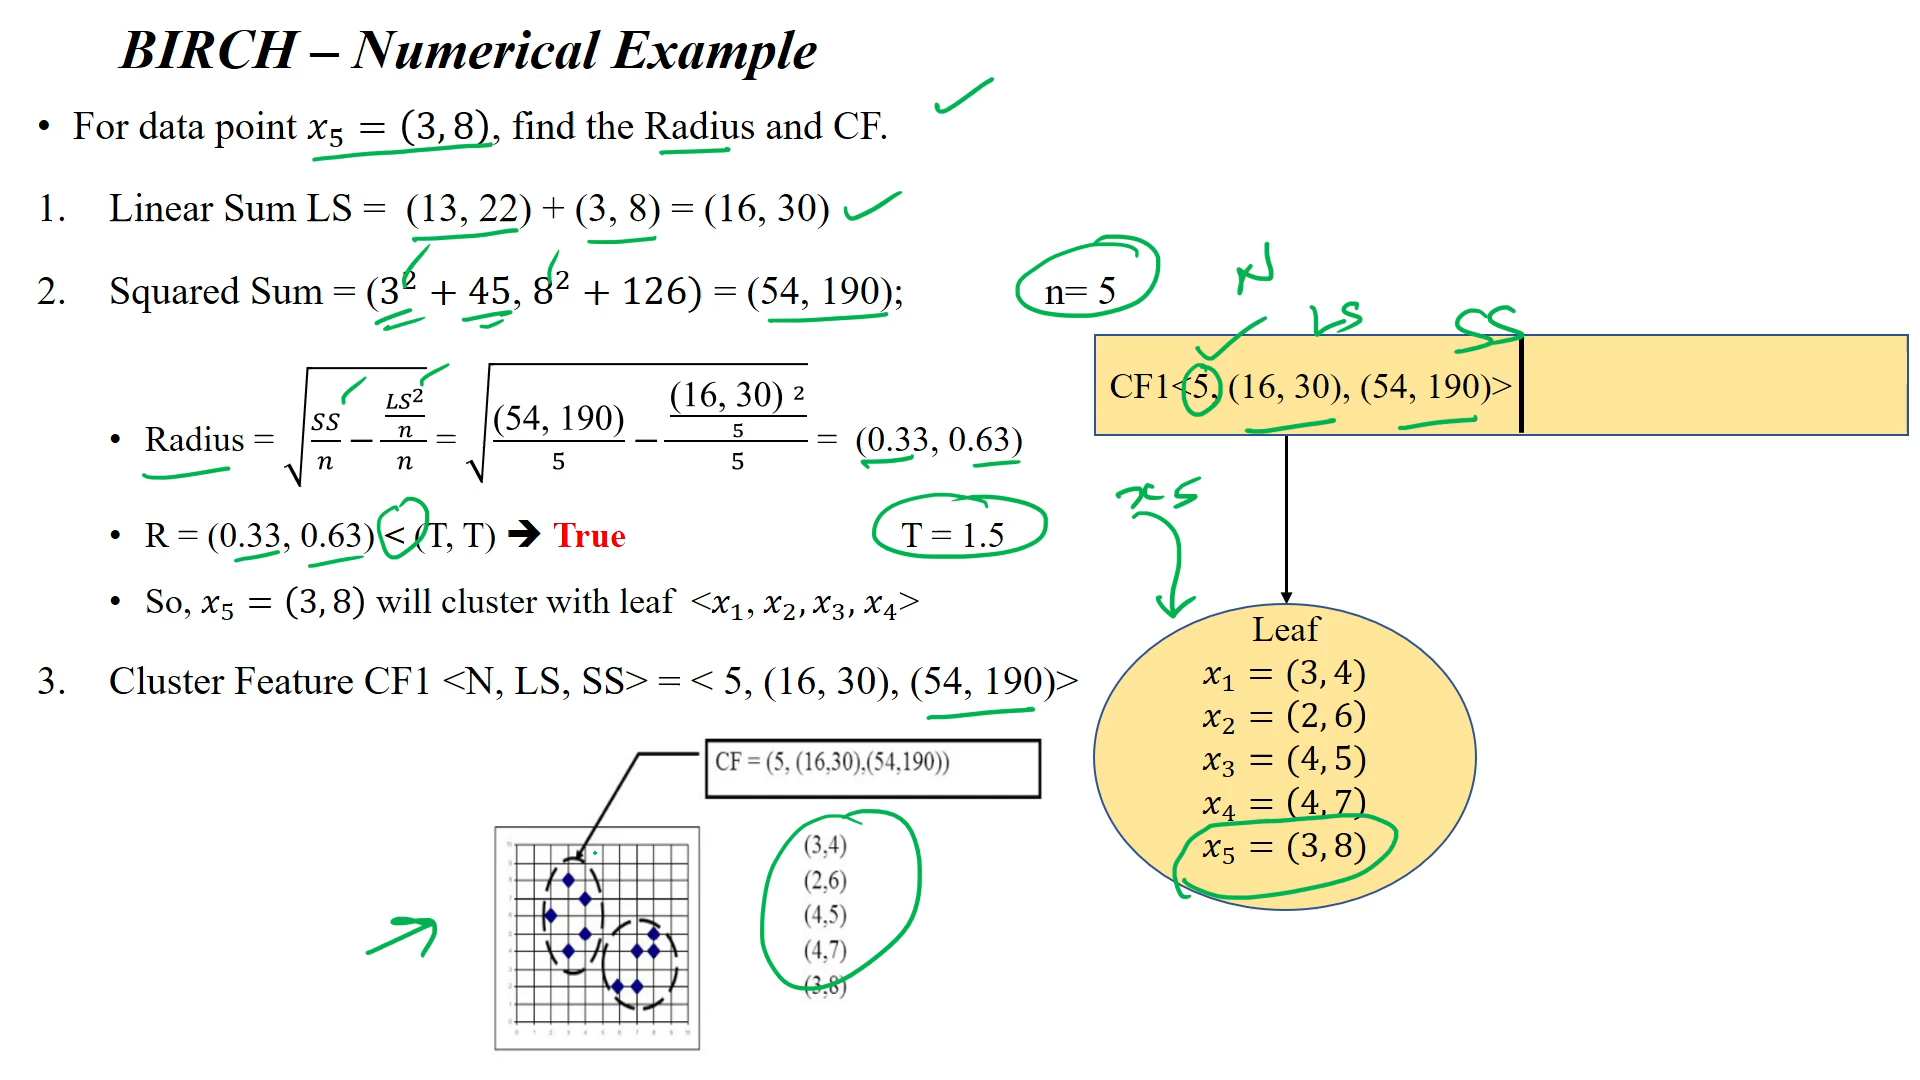 BIRCH – Numerical Example
• For data point x₅ = (3, 8), find the Radius and CF.
1. Linear Sum LS = (13, 22) + (3, 8) = (16, 30)
2. Squared Sum = (3² + 45, 8² + 126) = (54, 190); n= 5
N
LS SS
CF1<5, (16, 30), (54, 190)>
• Radius = √(SS/n − (LS²/n)/n) = √((54, 190)/5 − ((16, 30)²/5)/5) = (0.33, 0.63)
x5
• R = (0.33, 0.63) < (T, T) ➔ True T = 1.5
• So, x₅ = (3, 8) will cluster with leaf <x₁, x₂, x₃, x₄>
3. Cluster Feature CF1 <N, LS, SS> = < 5, (16, 30), (54, 190)>
Leaf
x₁ = (3, 4)
x₂ = (2, 6)
x₃ = (4, 5)
x₄ = (4, 7)
x₅ = (3, 8)
CF = (5, (16,30),(54,190))
(3,4)
(2,6)
(4,5)
(4,7)
(3,8)